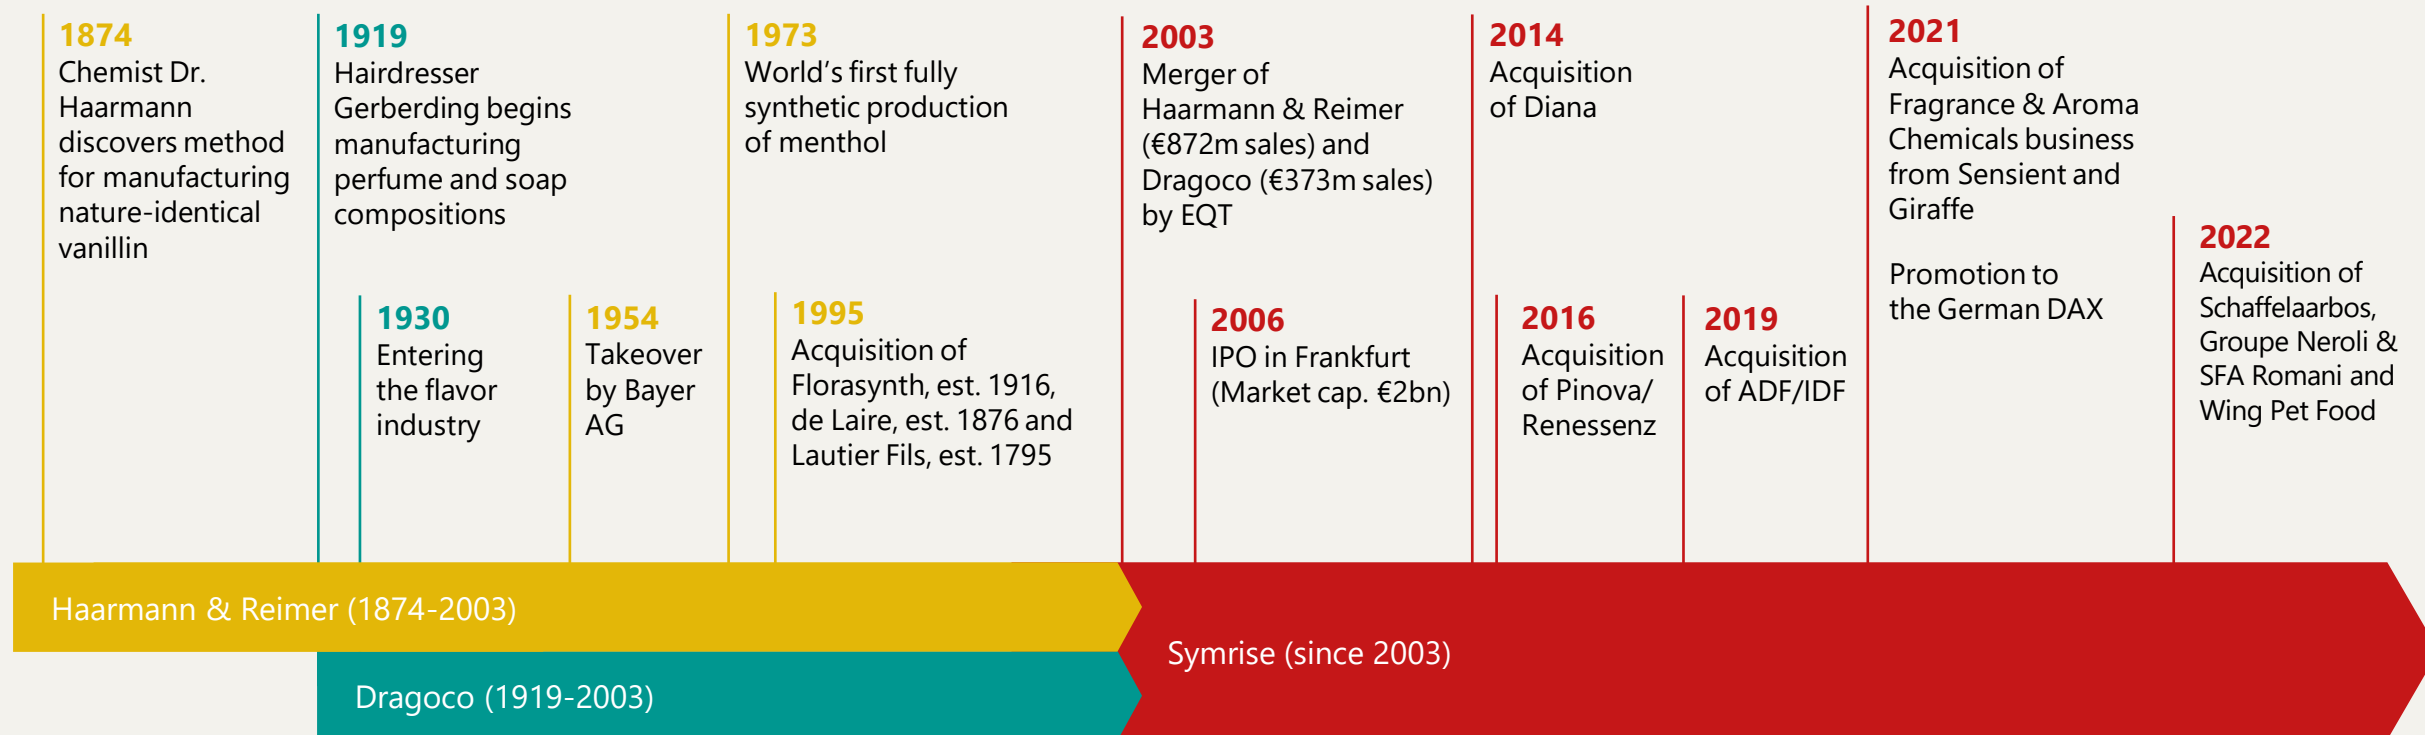 1874
Chemist Dr.
Haarmann
discovers method
for manufacturing
nature-identical
vanillin
1919
Hairdresser
Gerberding begins
manufacturing
perfume and soap
compositions
1930
Entering
the flavor
industry
1954
Takeover
by Bayer
AG
1973
World’s first fully
synthetic production
of menthol
1995
Acquisition of
Florasynth, est. 1916,
de Laire, est. 1876 and
Lautier Fils, est. 1795
2003
Merger of
Haarmann & Reimer
(€872m sales) and
Dragoco (€373m sales)
by EQT
2006
IPO in Frankfurt
(Market cap. €2bn)
2014
Acquisition
of Diana
2016
Acquisition
of Pinova/
Renessenz
2019
Acquisition
of ADF/IDF
2021
Acquisition of
Fragrance & Aroma
Chemicals business
from Sensient and
Giraffe
Promotion to
the German DAX
2022
Acquisition of
Schaffelaarbos,
Groupe Neroli &
SFA Romani and
Wing Pet Food
Haarmann & Reimer (1874-2003)
Dragoco (1919-2003)
Symrise (since 2003)